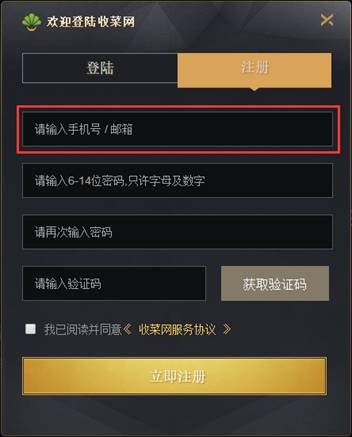 欢迎登陆收菜网
登陆 注册
请输入手机号 / 邮箱
请输入6-14位密码,只许字母及数字
请再次输入密码
请输入验证码 获取验证码
我已阅读并同意《 收菜网服务协议 》
立即注册